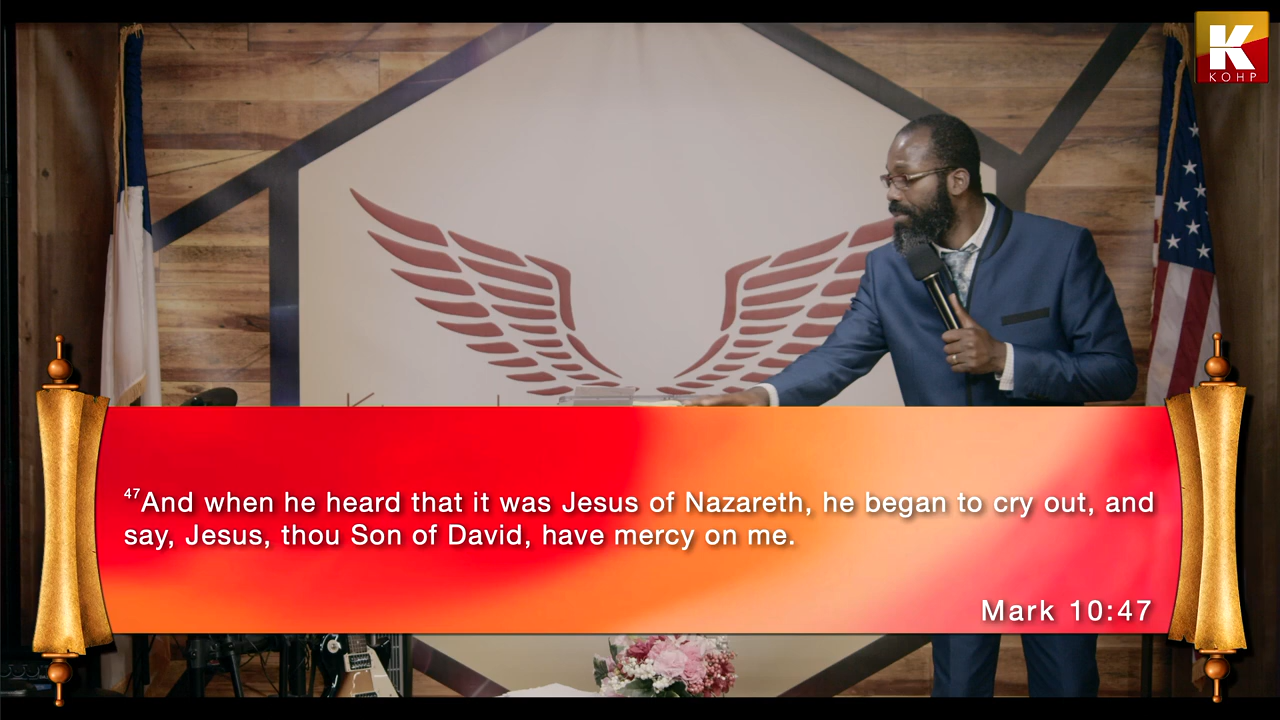 K
KOHP
47And when he heard that it was Jesus of Nazareth, he began to cry out, and
say, Jesus, thou Son of David, have mercy on me.
Mark 10:47